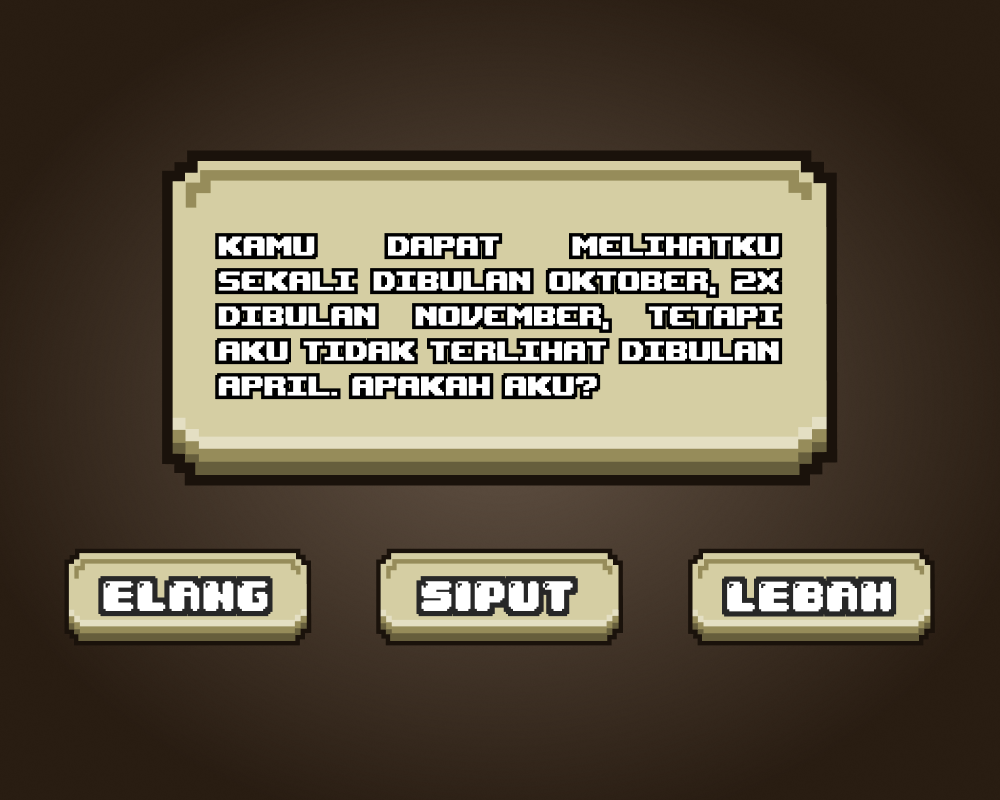 KAMU DAPAT MELIHATKU
SEKALI DIBULAN OKTOBER, 2X
DIBULAN NOVEMBER, TETAPI
AKU TIDAK TERLIHAT DIBULAN
APRIL. APAKAH AKU?
ELANG
SIPUT
LEBAH